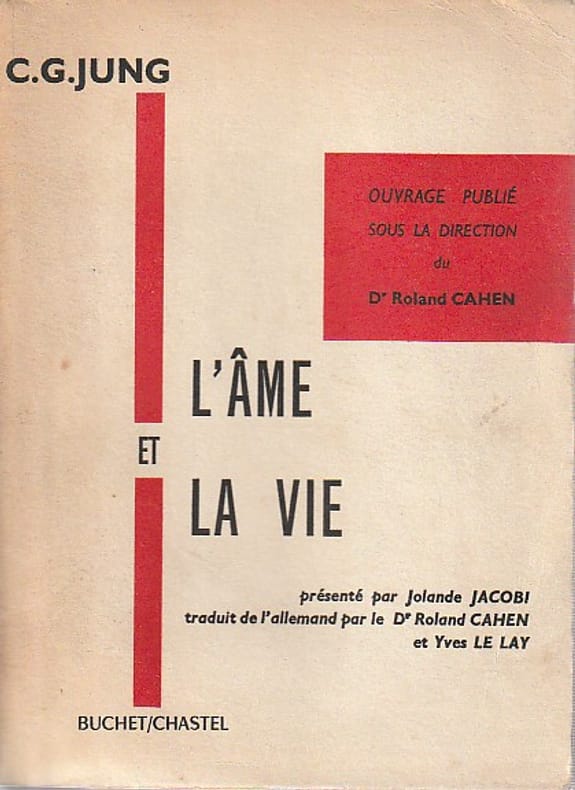 C.G.JUNG
OUVRAGE PUBLIÉ
SOUS LA DIRECTION
du
Dr Roland CAHEN
L'ÂME
ET
LA VIE
présenté par Jolande JACOBI
traduit de l'allemand par le Dr Roland CAHEN
et Yves LE LAY
BUCHET/CHASTEL